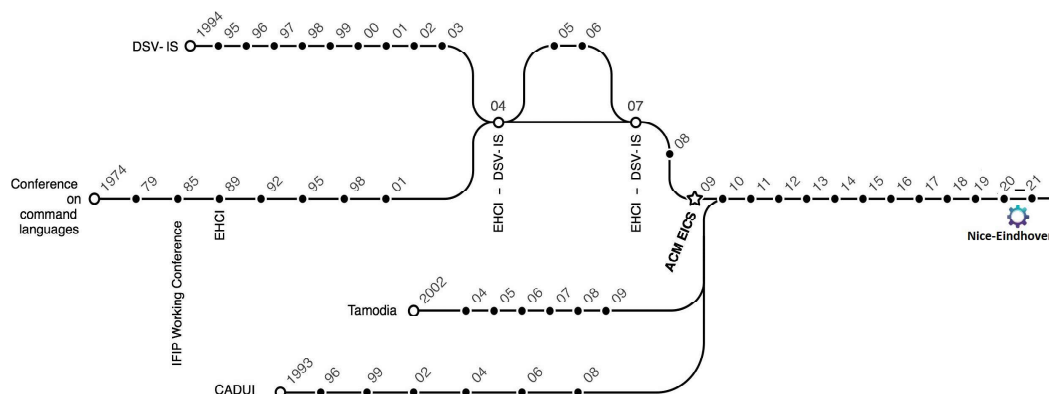 DSV-IS 1994 95 96 97 98 99 00 01 02 03
05 06
04
07
08
EHCI - DSV-IS
EHCI - DSV-IS
Conference
on
command
languages
1974 79 85 89 92 95 98 01
IFIP Working Conference
EHCI
09 10 11 12 13 14 15 16 17 18 19 20_21
ACM EICS
Nice-Eindhoven
Tamodia 2002 04 05 06 07 08 09
CADUI 1993 96 99 02 04 06 08